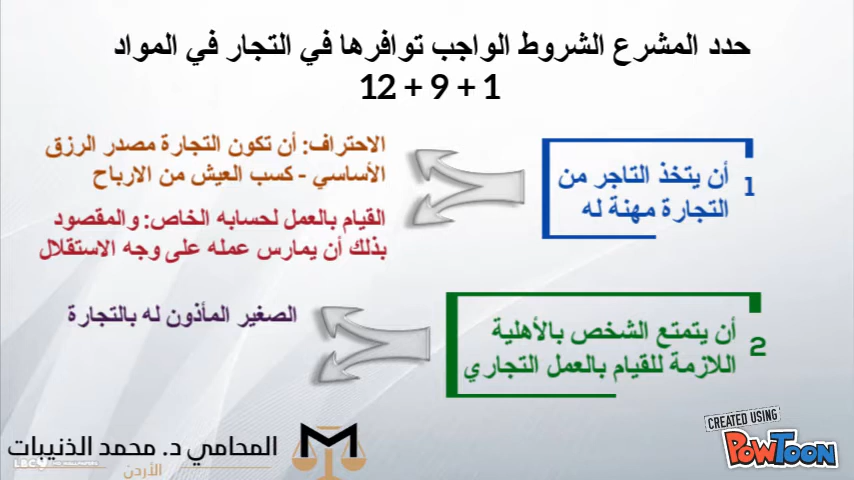 حدد المشرع الشروط الواجب توافرها في التجار في المواد
12 + 9 + 1
1
أن يتخذ التاجر من
التجارة مهنة له
الاحتراف: أن تكون التجارة مصدر الرزق
الأساسي - كسب العيش من الارباح
القيام بالعمل لحسابه الخاص: والمقصود
بذلك أن يمارس عمله على وجه الاستقلال
2
أن يتمتع الشخص بالأهلية
اللازمة للقيام بالعمل التجاري
الصغير المأذون له بالتجارة
المحامي د. محمد الذنيبات
الأردن
CREATED USING
POWTOON